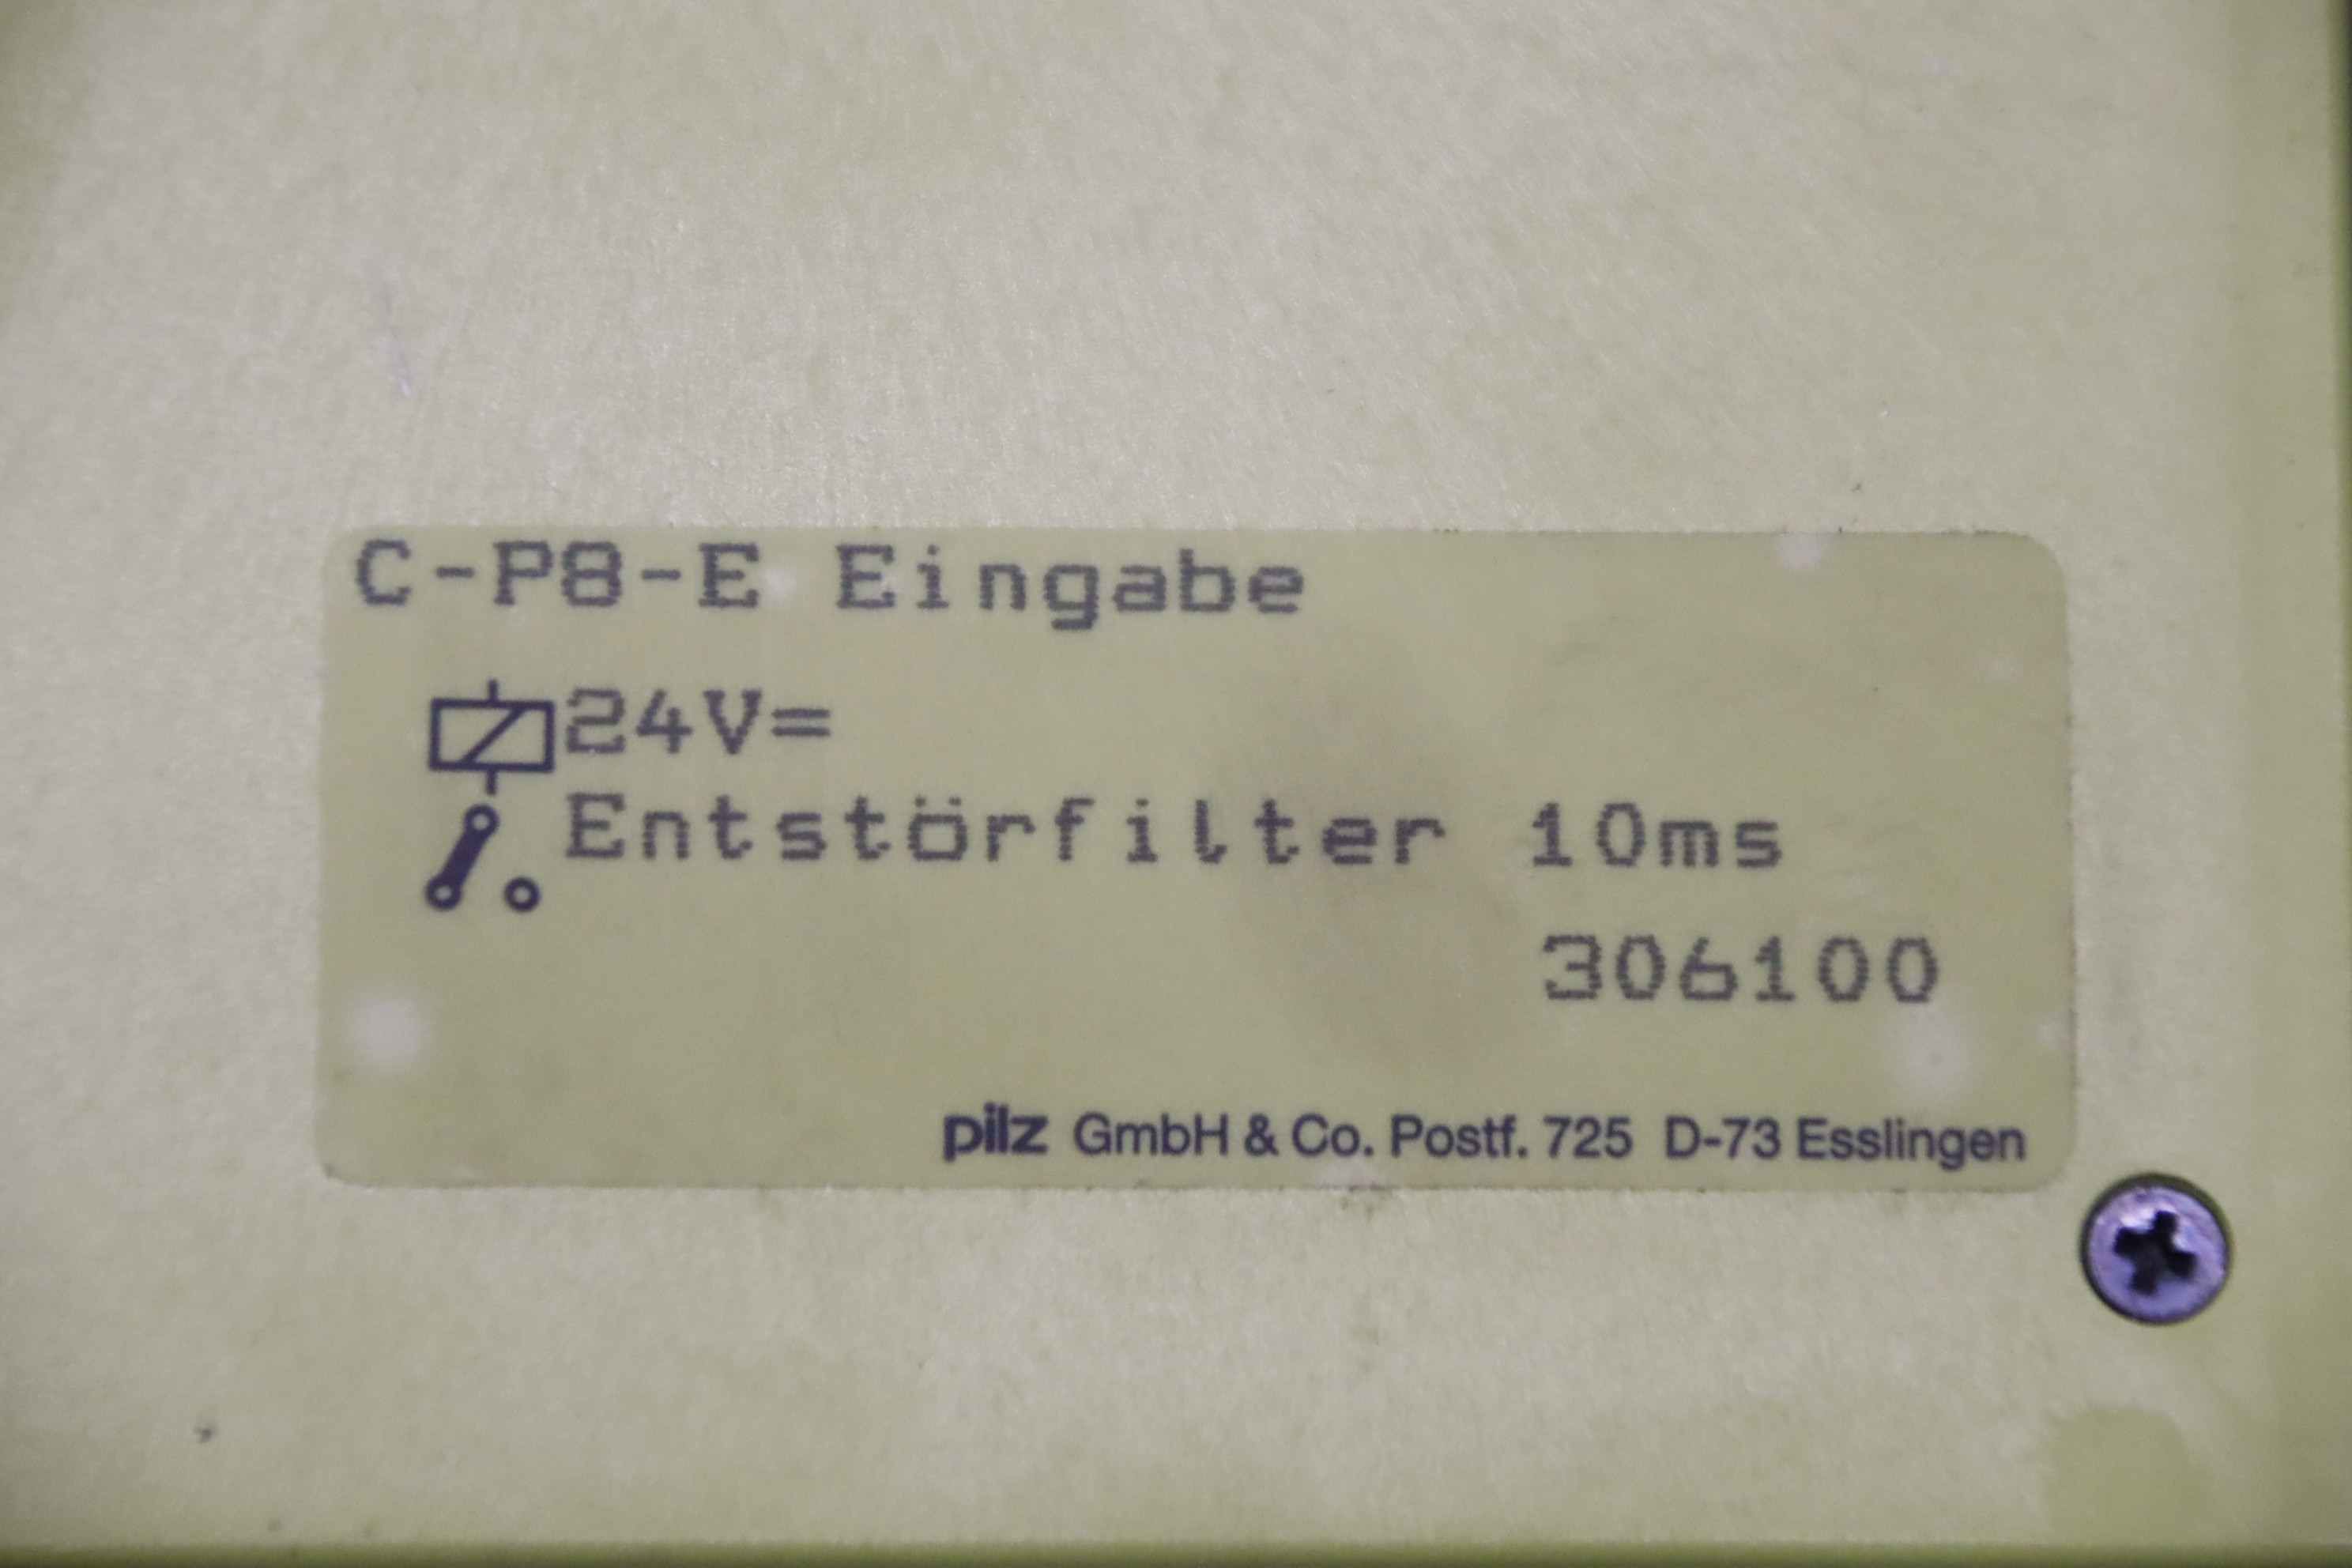 C-P8-E Eingabe
24V=
Entstörfilter 10ms
306100
pilz GmbH & Co. Postf. 725 D-73 Esslingen